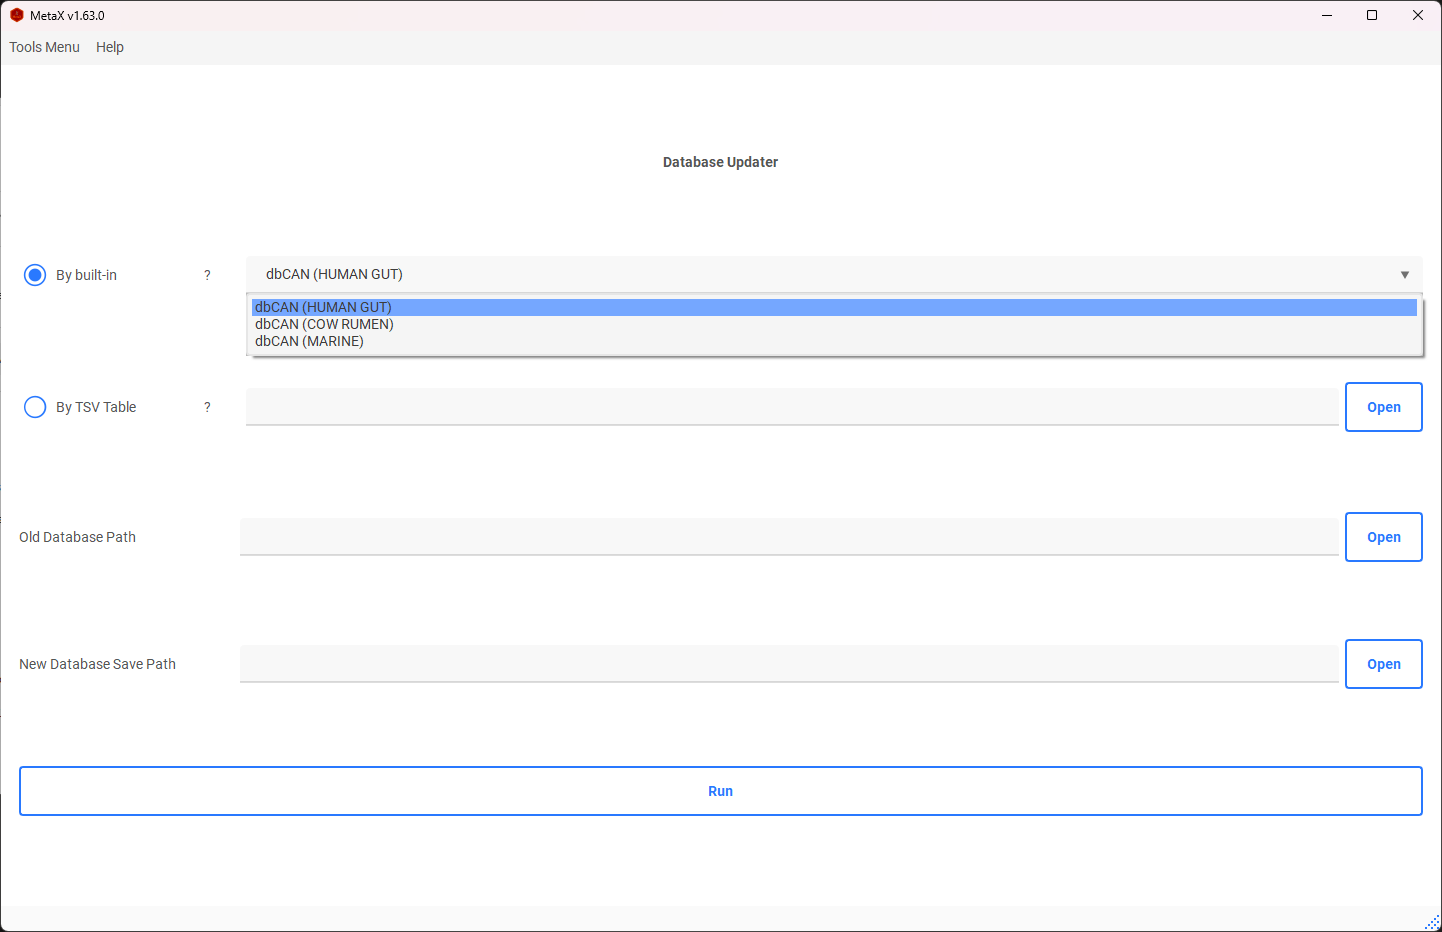 MetaX v1.63.0
Tools Menu Help
Database Updater
By built-in ? dbCAN (HUMAN GUT)
dbCAN (HUMAN GUT)
dbCAN (COW RUMEN)
dbCAN (MARINE)
By TSV Table ? Open
Old Database Path Open
New Database Save Path Open
Run